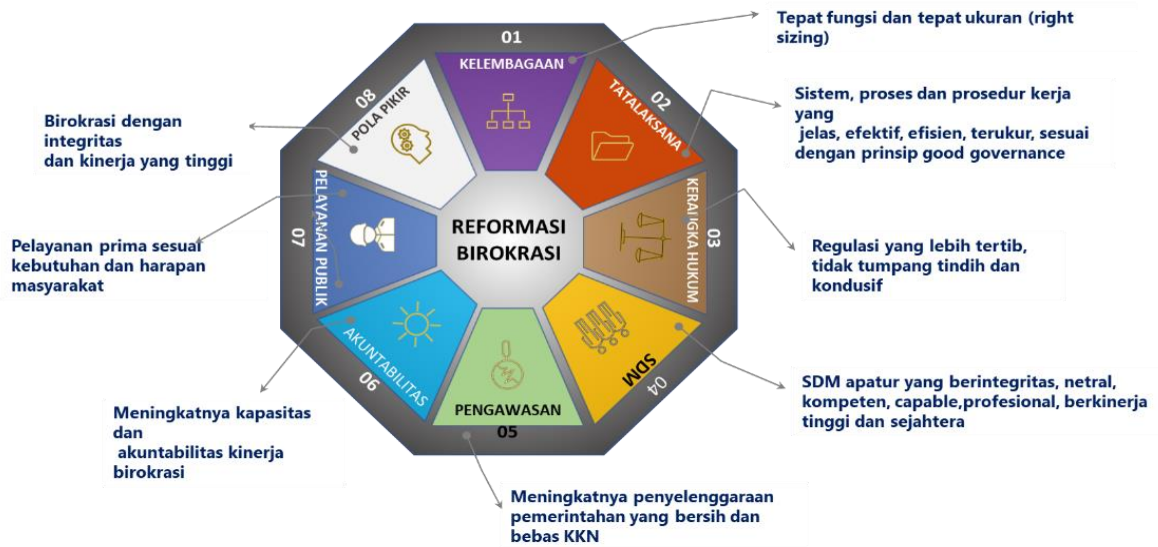 REFORMASI
BIROKRASI
01
KELEMBAGAAN
Tepat fungsi dan tepat ukuran (right
sizing)
02
TATALAKSANA
Sistem, proses dan prosedur kerja
yang
jelas, efektif, efisien, terukur, sesuai
dengan prinsip good governance
03
KERANGKA HUKUM
Regulasi yang lebih tertib,
tidak tumpang tindih dan
kondusif
04
SDM
SDM apatur yang berintegritas, netral,
kompeten, capable,profesional, berkinerja
tinggi dan sejahtera
PENGAWASAN
05
Meningkatnya penyelenggaraan
pemerintahan yang bersih dan
bebas KKN
06
AKUNTABILITAS
Meningkatnya kapasitas
dan
akuntabilitas kinerja
birokrasi
07
PELAYANAN PUBLIK
Pelayanan prima sesuai
kebutuhan dan harapan
masyarakat
08
POLA PIKIR
Birokrasi dengan
integritas
dan kinerja yang tinggi